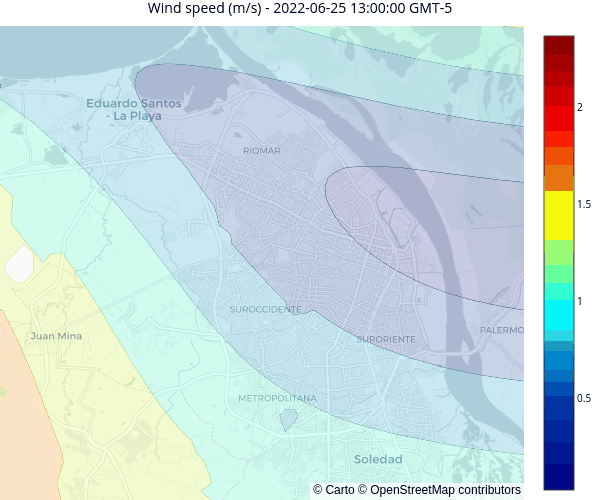 Wind speed (m/s) - 2022-06-25 13:00:00 GMT-5
2
Eduardo Santos
- La Playa
RIOMAR
1.5
1
SUROCCIDENTE
PALERMO
Juan Mina
SURORIENTE
0.5
METROPOLITANA
Soledad
© Carto © OpenStreetMap contributors